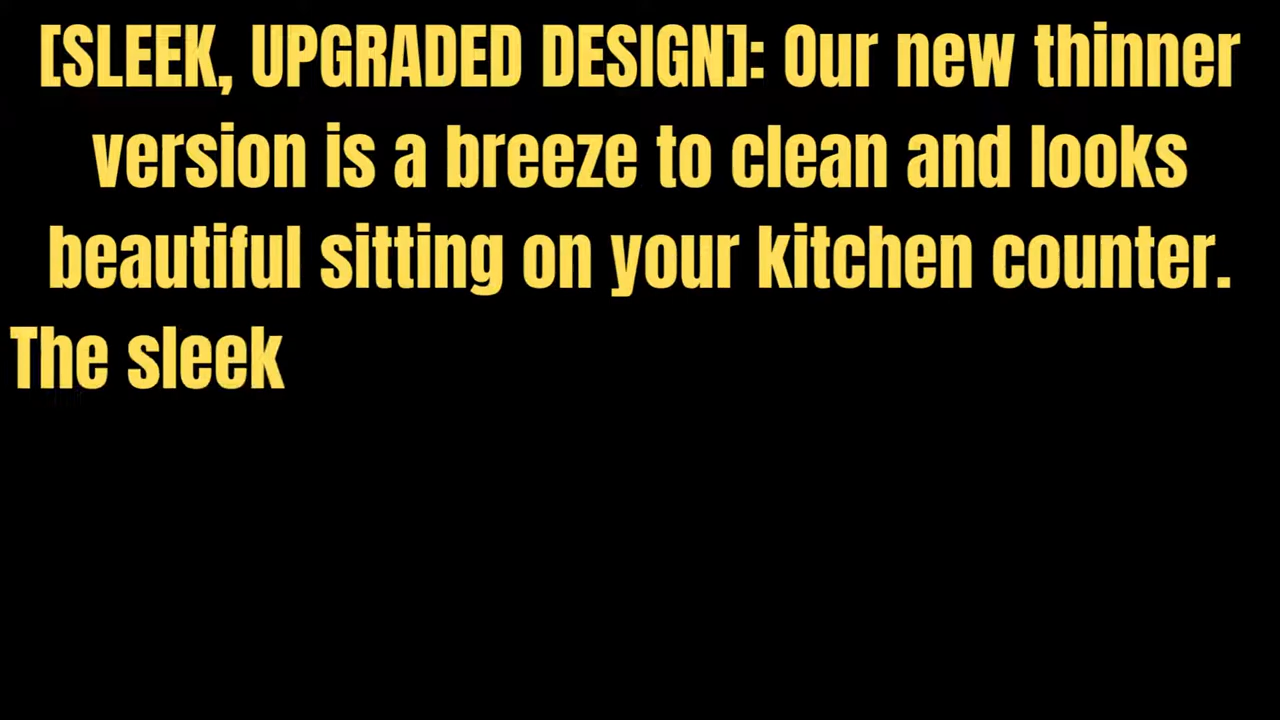 [SLEEK, UPGRADED DESIGN]: Our new thinner
version is a breeze to clean and looks
beautiful sitting on your kitchen counter.
The sleek